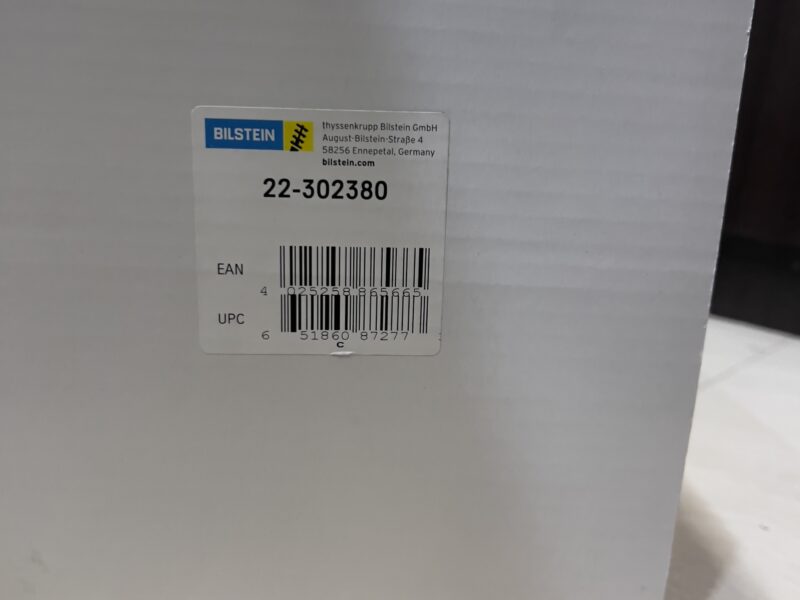 BILSTEIN
thyssenkrupp Bilstein GmbH
August-Bilstein-Straße 4
58256 Ennepetal, Germany
bilstein.com
22-302380
EAN
4 025258 865665
UPC
6 51860 87277
C